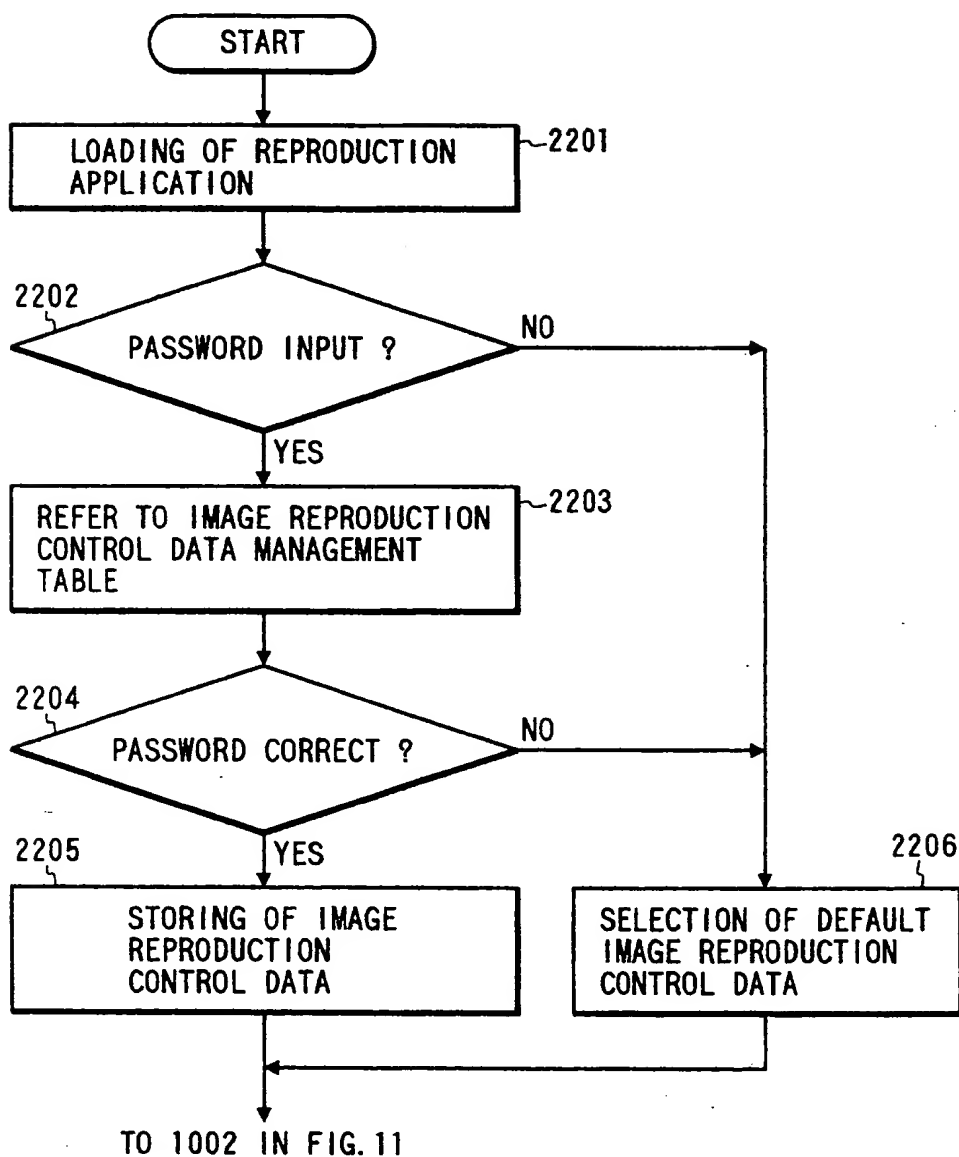 START
LOADING OF REPRODUCTION
APPLICATION
2201
2202
PASSWORD INPUT ?
NO
YES
REFER TO IMAGE REPRODUCTION
CONTROL DATA MANAGEMENT
TABLE
2203
2204
PASSWORD CORRECT ?
NO
YES
2205
STORING OF IMAGE
REPRODUCTION
CONTROL DATA
2206
SELECTION OF DEFAULT
IMAGE REPRODUCTION
CONTROL DATA
TO 1002 IN FIG. 11